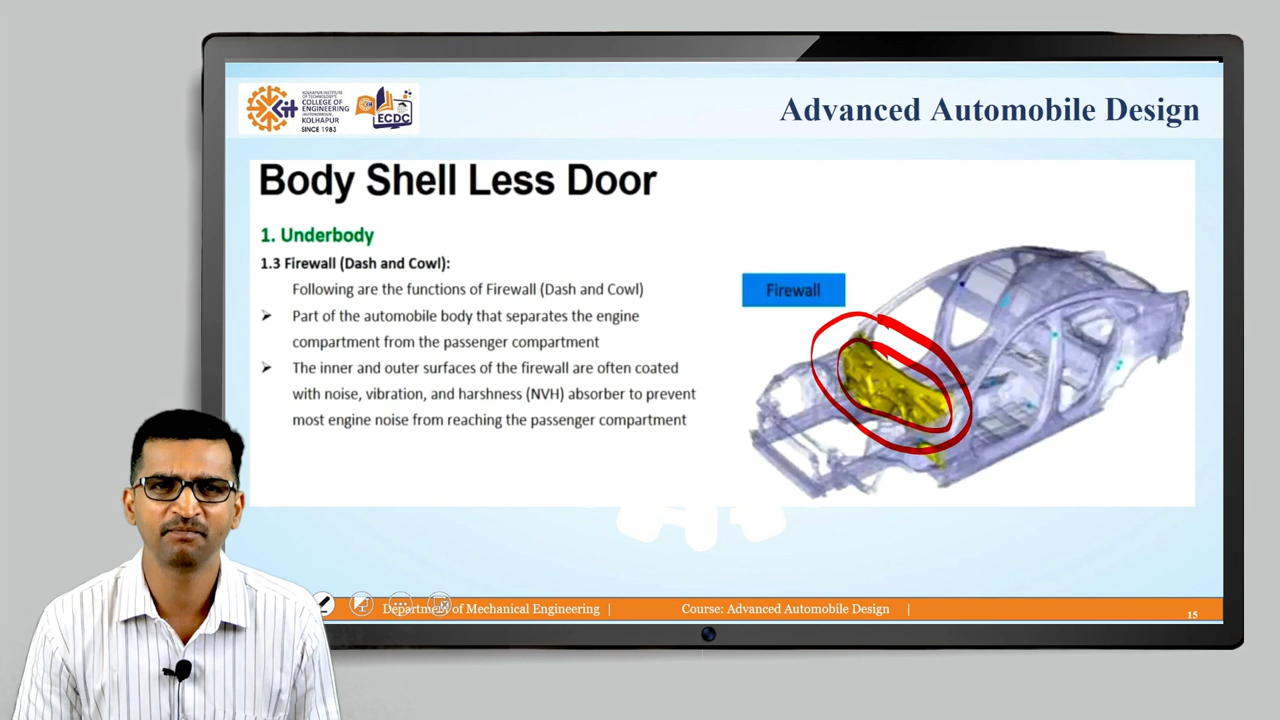 KOLHAPUR INSTITUTE
OF TECHNOLOGY'S
COLLEGE OF
ENGINEERING
(AUTONOMOUS),
KOLHAPUR
SINCE 1983
ECDC
Advanced Automobile Design
Body Shell Less Door
1. Underbody
1.3 Firewall (Dash and Cowl):
Following are the functions of Firewall (Dash and Cowl)
➢ Part of the automobile body that separates the engine
compartment from the passenger compartment
➢ The inner and outer surfaces of the firewall are often coated
with noise, vibration, and harshness (NVH) absorber to prevent
most engine noise from reaching the passenger compartment
Firewall
Department of Mechanical Engineering |
Course: Advanced Automobile Design |
15